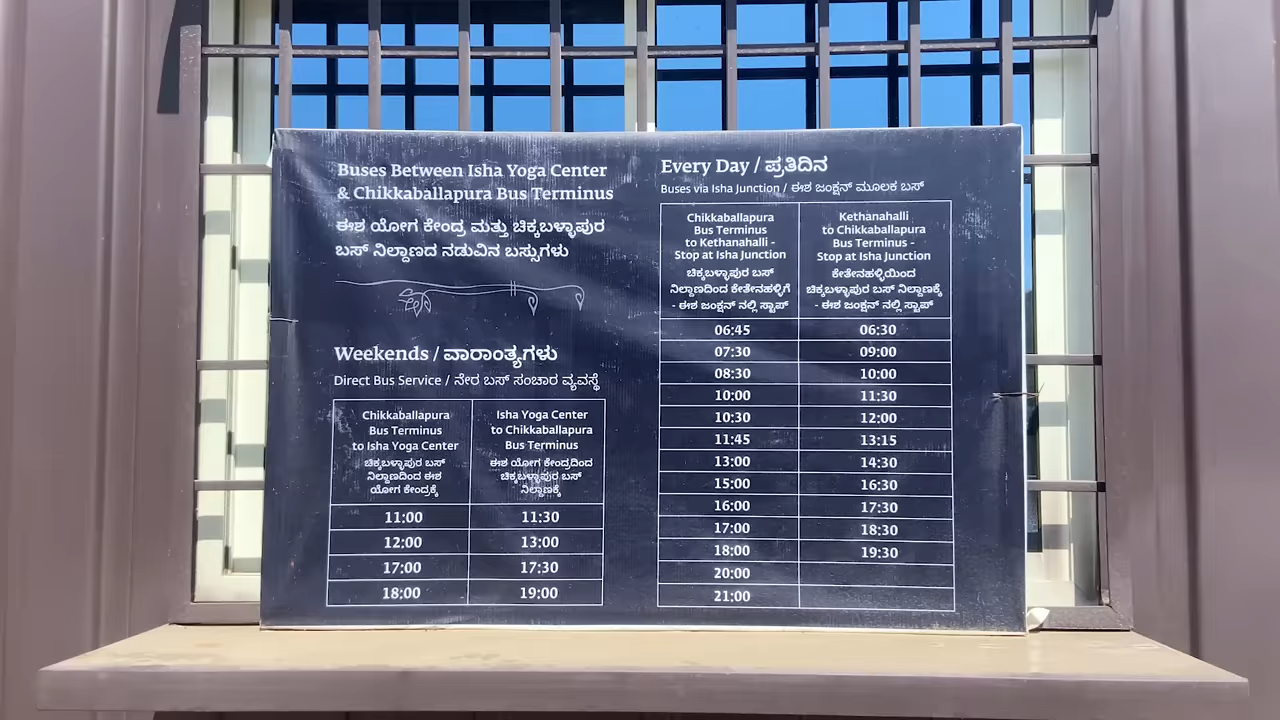 Buses Between Isha Yoga Center
& Chikkaballapura Bus Terminus
ಈಶ ಯೋಗ ಕೇಂದ್ರ ಮತ್ತು ಚಿಕ್ಕಬಳ್ಳಾಪುರ
ಬಸ್ ನಿಲ್ದಾಣದ ನಡುವಿನ ಬಸ್ಸುಗಳು
Weekends / ವಾರಾಂತ್ಯಗಳು
Direct Bus Service / ನೇರ ಬಸ್ ಸಂಚಾರ ವ್ಯವಸ್ಥೆ
Chikkaballapura
Bus Terminus
to Isha Yoga Center
ಚಿಕ್ಕಬಳ್ಳಾಪುರ ಬಸ್
ನಿಲ್ದಾಣದಿಂದ ಈಶ
ಯೋಗ ಕೇಂದ್ರಕ್ಕೆ
Isha Yoga Center
to Chikkaballapura
Bus Terminus
ಈಶ ಯೋಗ ಕೇಂದ್ರದಿಂದ
ಚಿಕ್ಕಬಳ್ಳಾಪುರ ಬಸ್
ನಿಲ್ದಾಣಕ್ಕೆ
11:00 11:30
12:00 13:00
17:00 17:30
18:00 19:00
Every Day / ಪ್ರತಿದಿನ
Buses via Isha Junction / ಈಶ ಜಂಕ್ಷನ್ ಮೂಲಕ ಬಸ್
Chikkaballapura
Bus Terminus
to Kethanahalli -
Stop at Isha Junction
ಚಿಕ್ಕಬಳ್ಳಾಪುರ ಬಸ್
ನಿಲ್ದಾಣದಿಂದ ಕೇತೇನಹಳ್ಳಿಗೆ
- ಈಶ ಜಂಕ್ಷನ್ ನಲ್ಲಿ ಸ್ಟಾಪ್
Kethanahalli
to Chikkaballapura
Bus Terminus -
Stop at Isha Junction
ಕೇತೇನಹಳ್ಳಿಯಿಂದ
ಚಿಕ್ಕಬಳ್ಳಾಪುರ ಬಸ್ ನಿಲ್ದಾಣಕ್ಕೆ
- ಈಶ ಜಂಕ್ಷನ್ ನಲ್ಲಿ ಸ್ಟಾಪ್
06:45 06:30
07:30 09:00
08:30 10:00
10:00 11:30
10:30 12:00
11:45 13:15
13:00 14:30
15:00 16:30
16:00 17:30
17:00 18:30
18:00 19:30
20:00
21:00